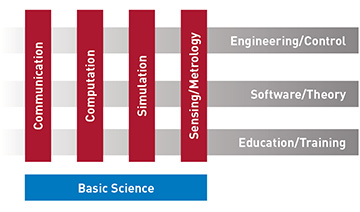 Communication
Computation
Simulation
Sensing/Metrology
Engineering/Control
Software/Theory
Education/Training
Basic Science